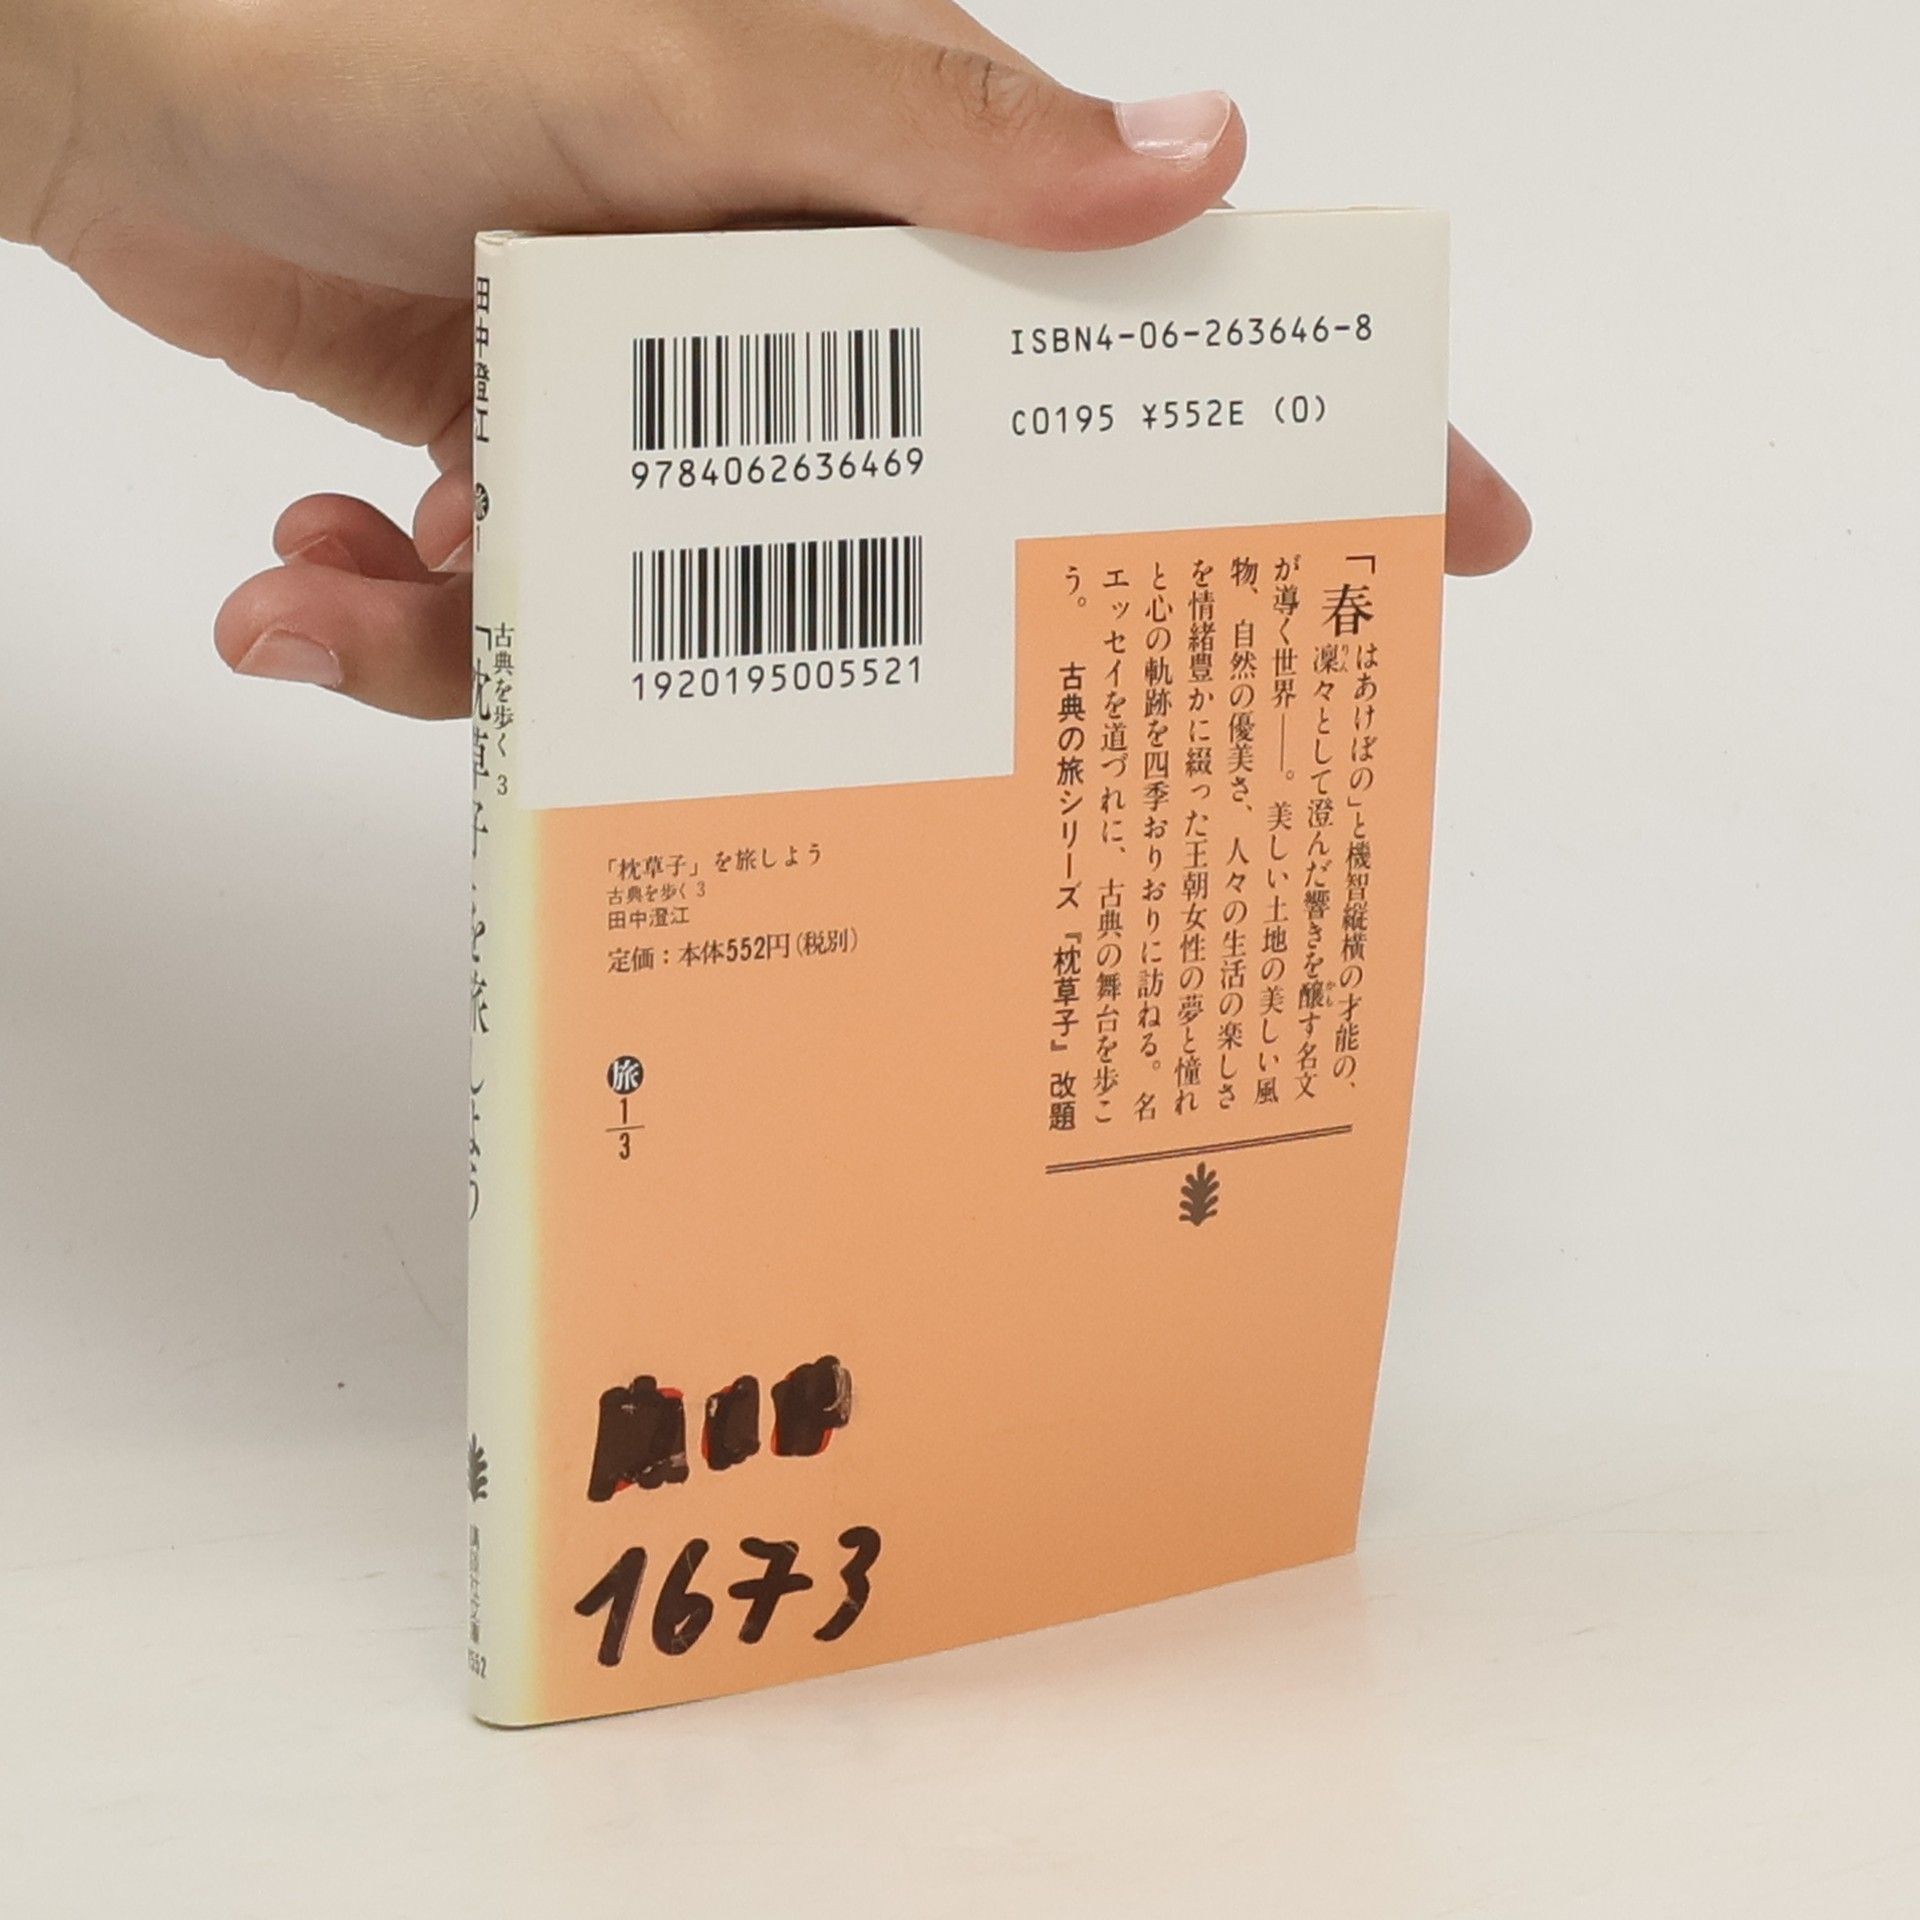 田中澄江
旅 1
古典を歩く 3
「枕草子」を旅しよう
講談社文庫
¥552
ISBN4-06-263646-8
C0195 ¥552E (0)
9784062636469
1920195005521
「春はあけぼの」と機智縦横の才能の、
凜々として澄んだ響きを醸す名文
が導く世界――。美しい土地の美しい風
物、自然の優美さ、人々の生活の楽しさ
を情緒豊かに綴った王朝女性の夢と憧れ
と心の軌跡を四季おりおりに訪ねる。名
エッセイを道づれに、古典の舞台を歩こ
う。 古典の旅シリーズ『枕草子』改題
「枕草子」を旅しよう
古典を歩く 3
田中澄江
定価：本体552円(税別)
旅
1
3
1673